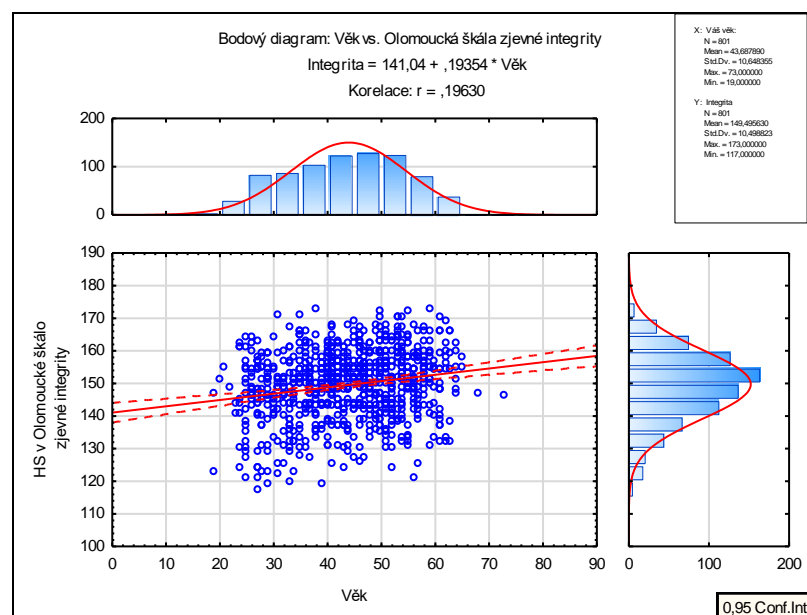 Bodový diagram: Věk vs. Olomoucká škála zjevné integrity
Integrita = 141,04 + ,19354 * Věk
Korelace: r = ,19630
X: Váš věk:
N = 801
Mean = 43,687890
Std.Dv. = 10,648355
Max. = 73,000000
Min. = 19,000000
Y: Integrita
N = 801
Mean = 149,495630
Std.Dv. = 10,498823
Max. = 173,000000
Min. = 117,000000
200
100
0
190
180
170
160
150
140
130
120
110
100
0 10 20 30 40 50 60 70 80 90
Věk
HS v Olomoucké škálo
zjevné integrity
0 100 200
0,95 Conf.Int